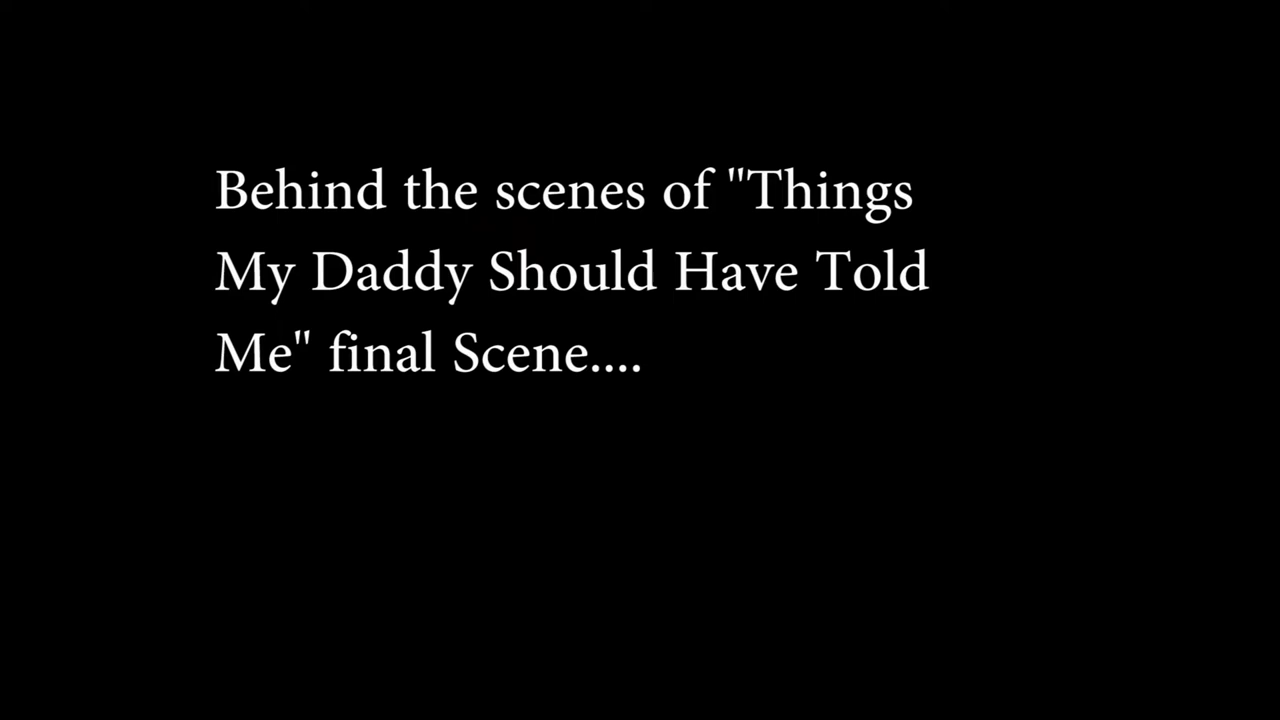 Behind the scenes of "Things
My Daddy Should Have Told
Me" final Scene....